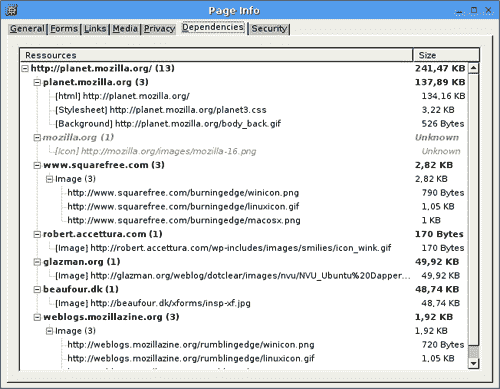 Page Info
General Forms Links Media Privacy Dependencies Security
Ressources Size
http://planet.mozilla.org/ (13) 241,47 KB
planet.mozilla.org (3) 137,89 KB
[html] http://planet.mozilla.org/ 134,16 KB
[Stylesheet] http://planet.mozilla.org/planet3.css 3,22 KB
[Background] http://planet.mozilla.org/body_back.gif 526 Bytes
mozilla.org (1) Unknown
[Icon] http://mozilla.org/images/mozilla-16.png Unknown
www.squarefree.com (3) 2,82 KB
Image (3) 2,82 KB
http://www.squarefree.com/burningedge/winicon.png 790 Bytes
http://www.squarefree.com/burningedge/linuxicon.gif 1,05 KB
http://www.squarefree.com/burningedge/macosx.png 1 KB
robert.accettura.com (1) 170 Bytes
[Image] http://robert.accettura.com/wp-includes/images/smilies/icon_wink.gif 170 Bytes
glazman.org (1) 49,92 KB
[Image] http://glazman.org/weblog/dotclear/images/nvu/NVU_Ubuntu%20Dapper... 49,92 KB
beaufour.dk (1) 48,74 KB
[Image] http://beaufour.dk/xforms/insp-xf.jpg 48,74 KB
weblogs.mozillazine.org (3) 1,92 KB
Image (3) 1,92 KB
http://weblogs.mozillazine.org/rumblingedge/winicon.png 720 Bytes
http://weblogs.mozillazine.org/rumblingedge/linuxicon.gif 1,05 KB